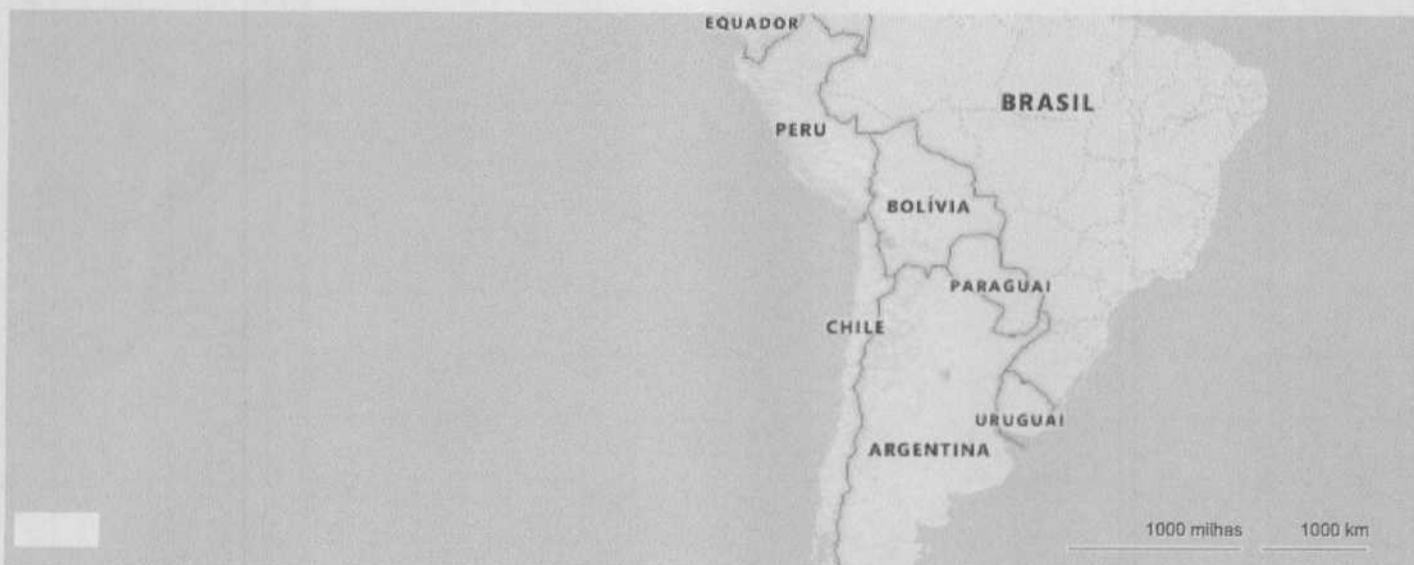 EQUADOR
BRASIL
PERU
BOLÍVIA
PARAGUAI
CHILE
URUGUAI
ARGENTINA
1000 milhas 1000 km